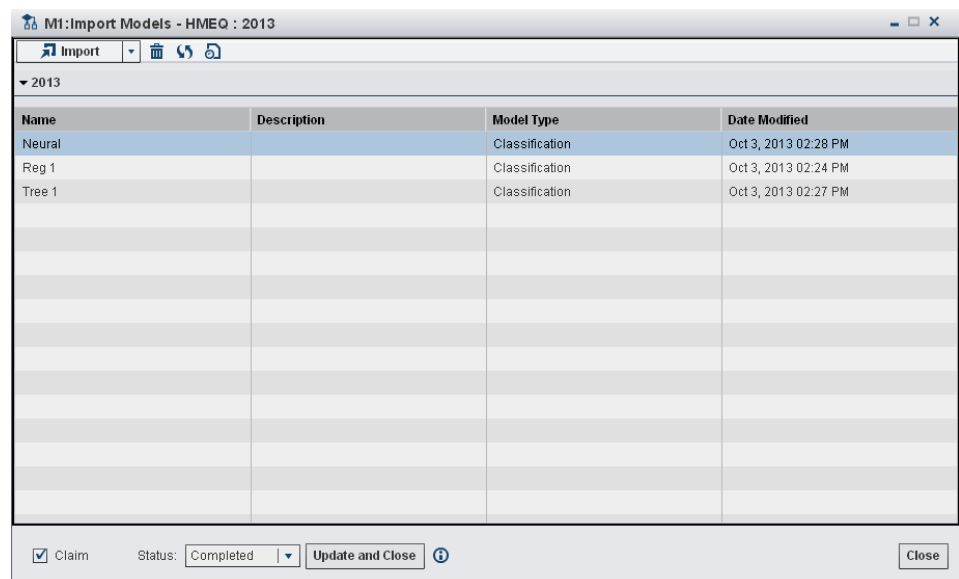 M1:Import Models - HMEQ : 2013
Import
2013
Name Description Model Type Date Modified
Neural Classification Oct 3, 2013 02:28 PM
Reg 1 Classification Oct 3, 2013 02:24 PM
Tree 1 Classification Oct 3, 2013 02:27 PM
Claim Status: Completed Update and Close Close